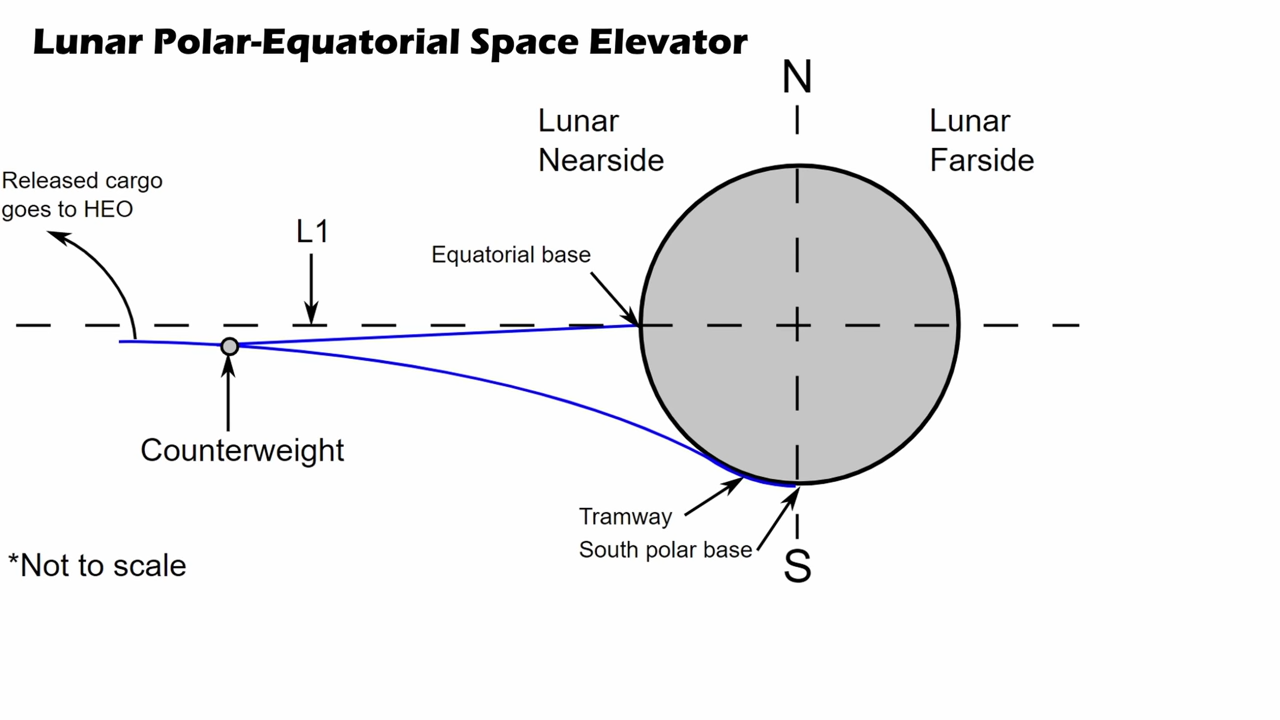 Lunar Polar-Equatorial Space Elevator
N
Lunar
Nearside
Lunar
Farside
Released cargo
goes to HEO
L1
Equatorial base
Counterweight
Tramway
South polar base
S
*Not to scale